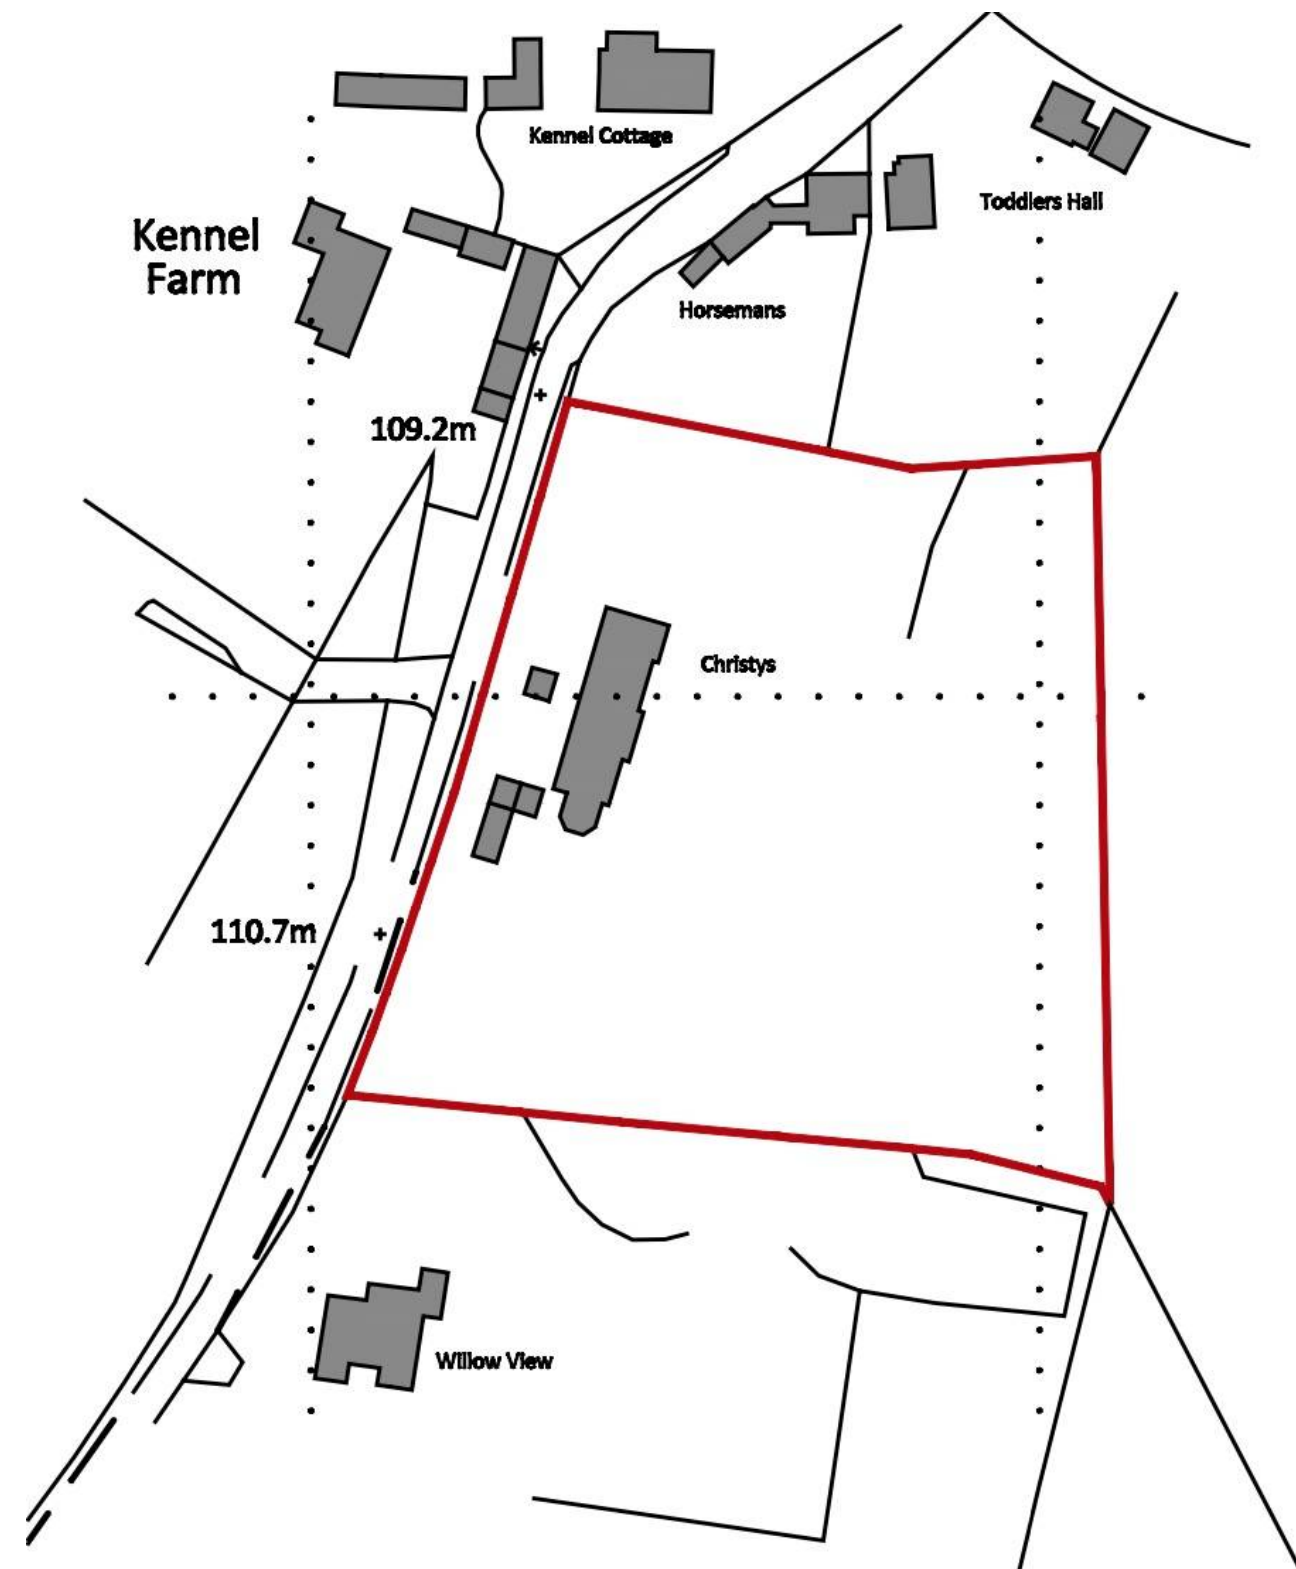 Kennel Cottage
Toddlers Hall
Kennel
Farm
Horsemans
109.2m
Christys
110.7m
Willow View